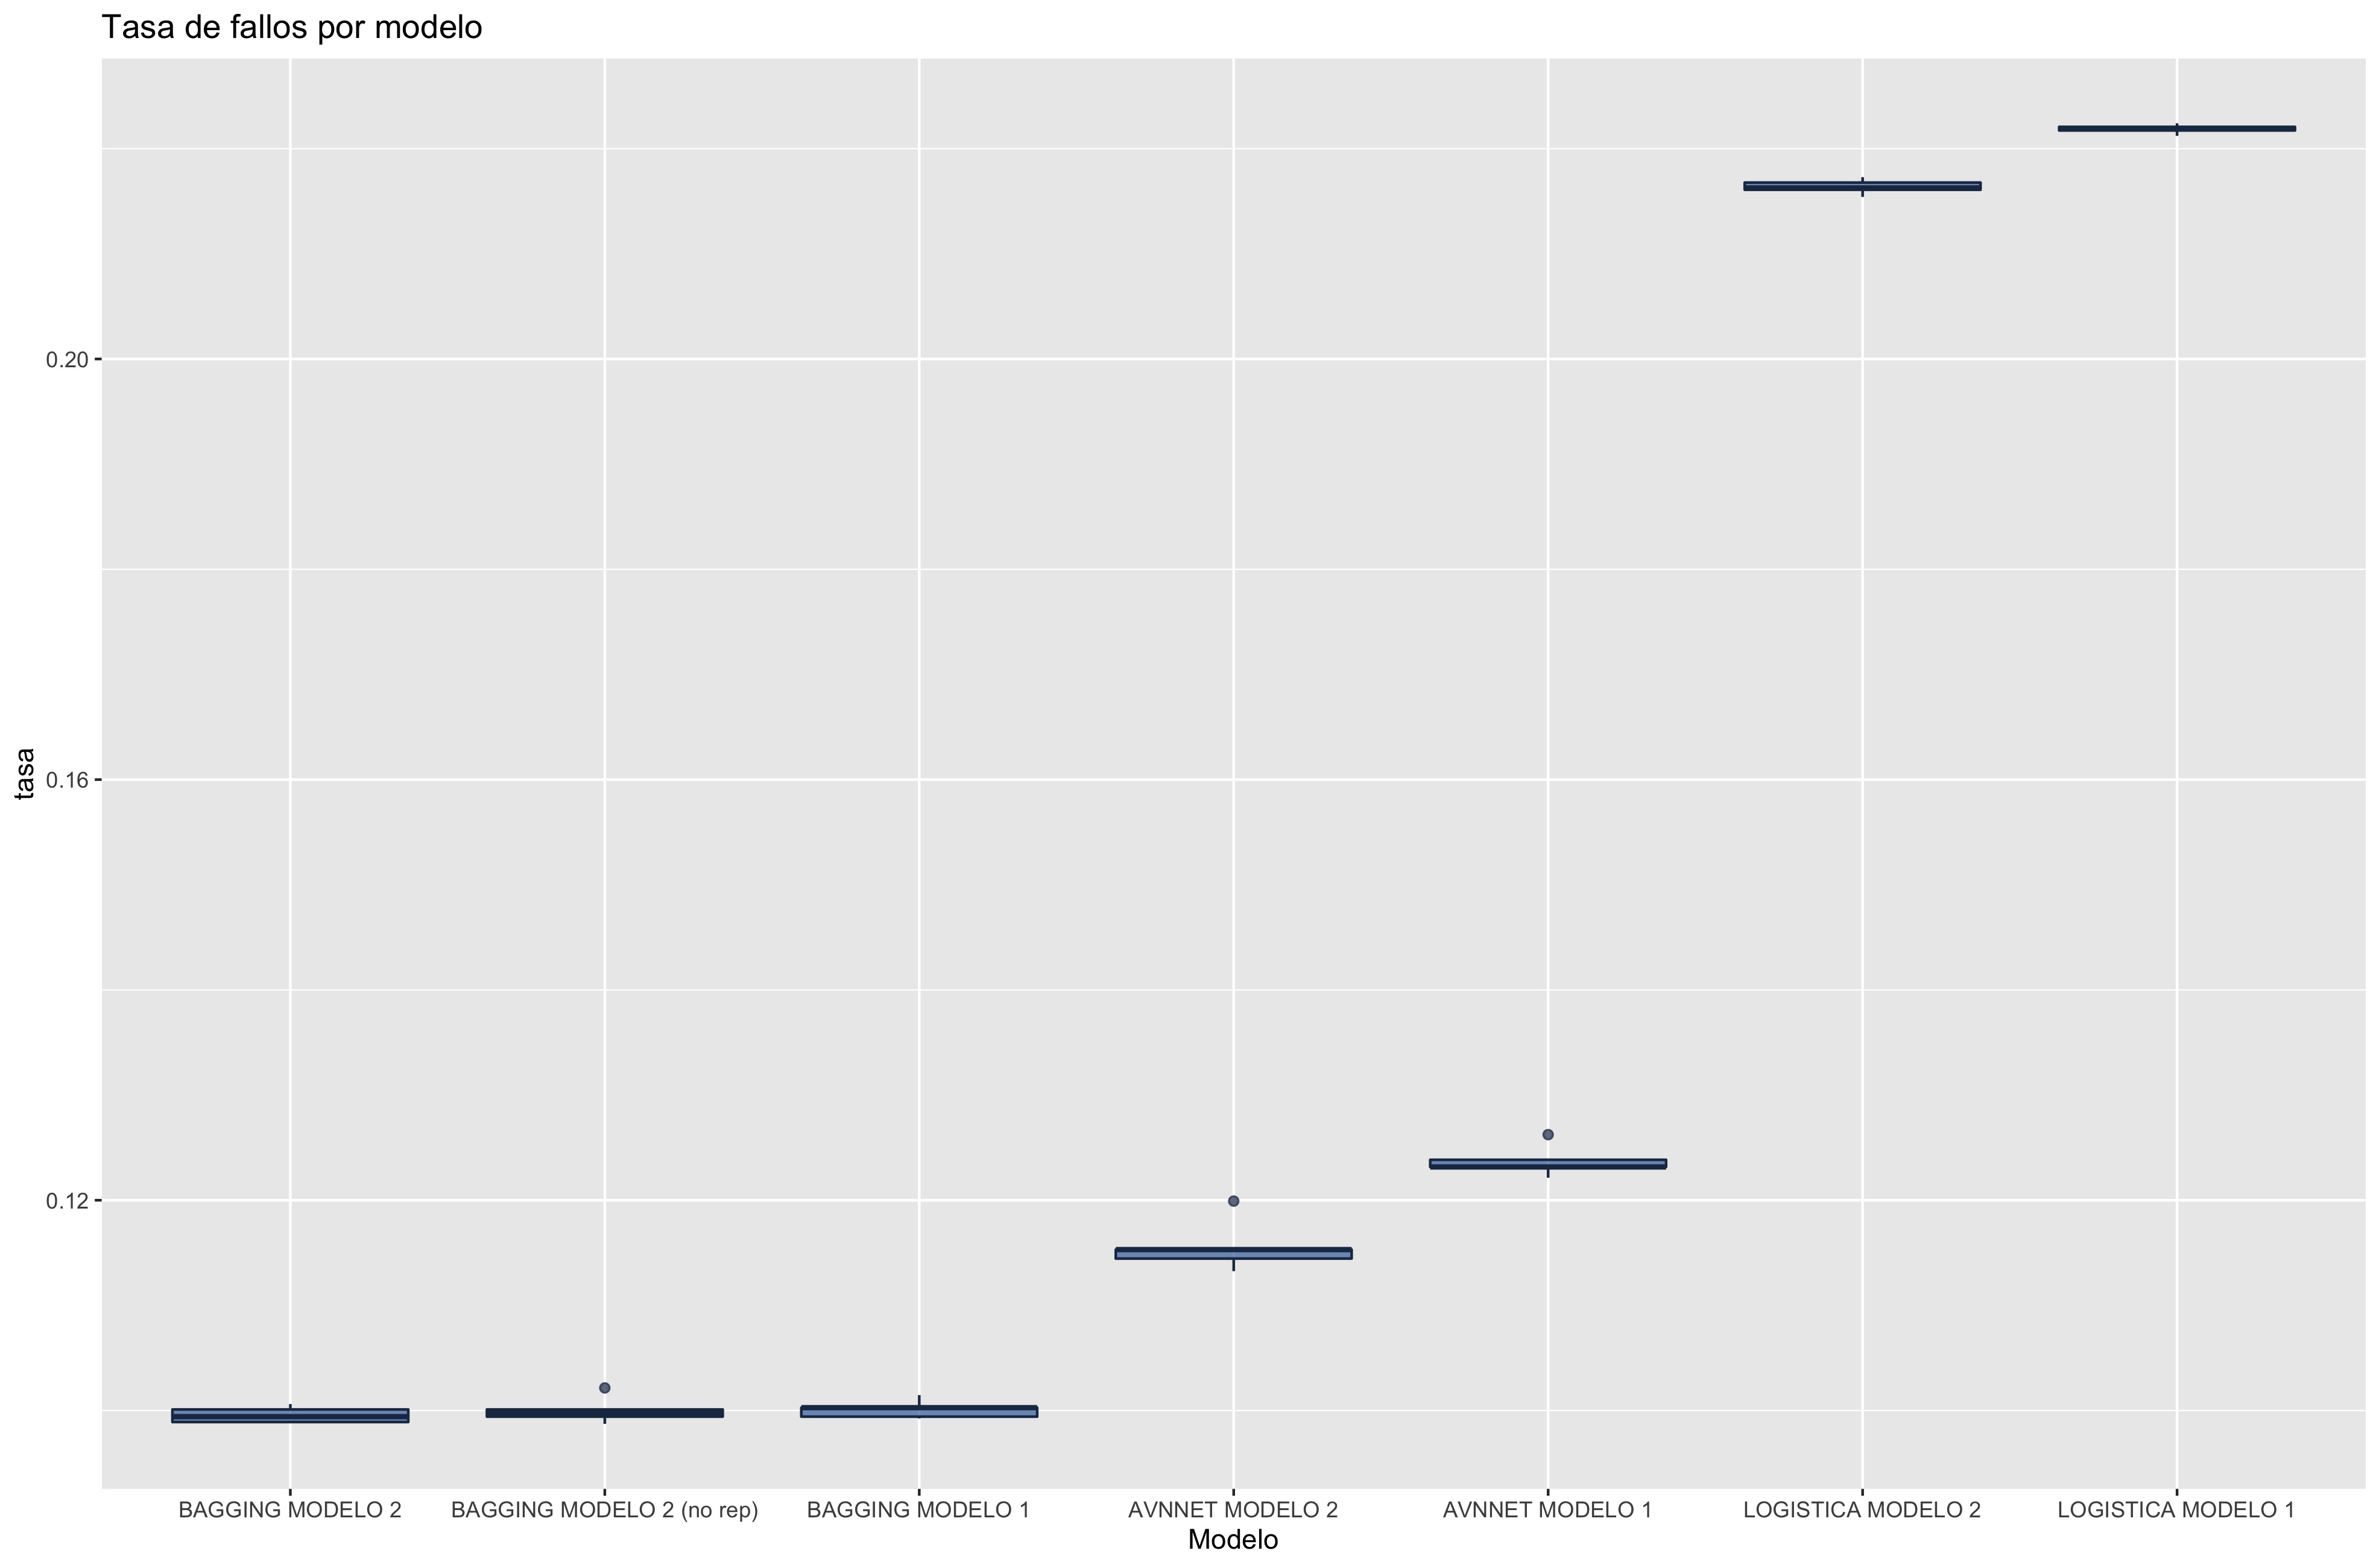 Tasa de fallos por modelo
tasa
0.20
0.16
0.12
BAGGING MODELO 2
BAGGING MODELO 2 (no rep)
BAGGING MODELO 1
AVNNET MODELO 2
AVNNET MODELO 1
LOGISTICA MODELO 2
LOGISTICA MODELO 1
Modelo